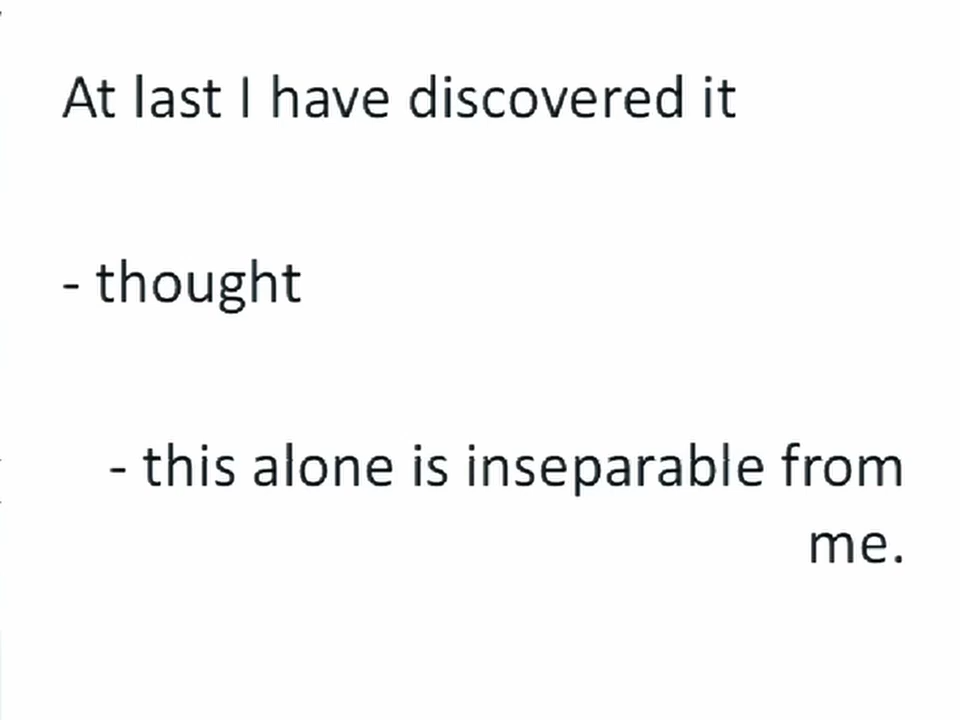 At last I have discovered it
- thought
- this alone is inseparable from
me.